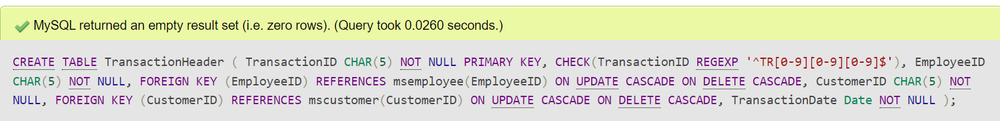 MySQL returned an empty result set (i.e. zero rows). (Query took 0.0260 seconds.)
CREATE TABLE TransactionHeader ( TransactionID CHAR(5) NOT NULL PRIMARY KEY, CHECK(TransactionID REGEXP '^TR[0-9][0-9][0-9]$'), EmployeeID
CHAR(5) NOT NULL, FOREIGN KEY (EmployeeID) REFERENCES msemployee(EmployeeID) ON UPDATE CASCADE ON DELETE CASCADE, CustomerID CHAR(5) NOT
NULL, FOREIGN KEY (CustomerID) REFERENCES mscustomer(CustomerID) ON UPDATE CASCADE ON DELETE CASCADE, TransactionDate Date NOT NULL );